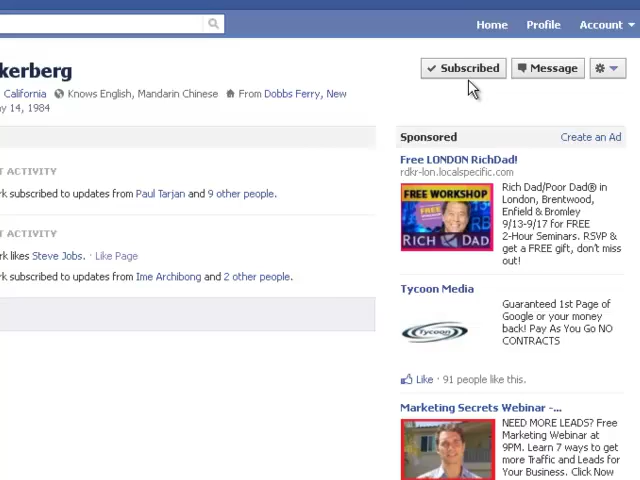 Home Profile Account
kerberg
Subscribed Message
California Knows English, Mandarin Chinese From Dobbs Ferry, New
y 14, 1984
Sponsored Create an Ad
T ACTIVITY
rk subscribed to updates from Paul Tarjan and 9 other people.
T ACTIVITY
rk likes Steve Jobs. · Like Page
rk subscribed to updates from Ime Archibong and 2 other people.
Free LONDON RichDad!
rdkr-lon.localspecific.com
FREE WORKSHOP
FREE
WORKSHOP
RICH DAD
Rich Dad/Poor Dad® in
London, Brentwood,
Enfield & Bromley
9/13-9/17 for FREE
2-Hour Seminars. RSVP &
get a FREE gift, don't miss
out!
Tycoon Media
Tycoon
Guaranteed 1st Page of
Google or your money
back! Pay As You Go NO
CONTRACTS
Like · 91 people like this.
Marketing Secrets Webinar -...
NEED MORE LEADS? Free
Marketing Webinar at
9PM. Learn 7 ways to get
more Traffic and Leads for
Your Business. Click Now